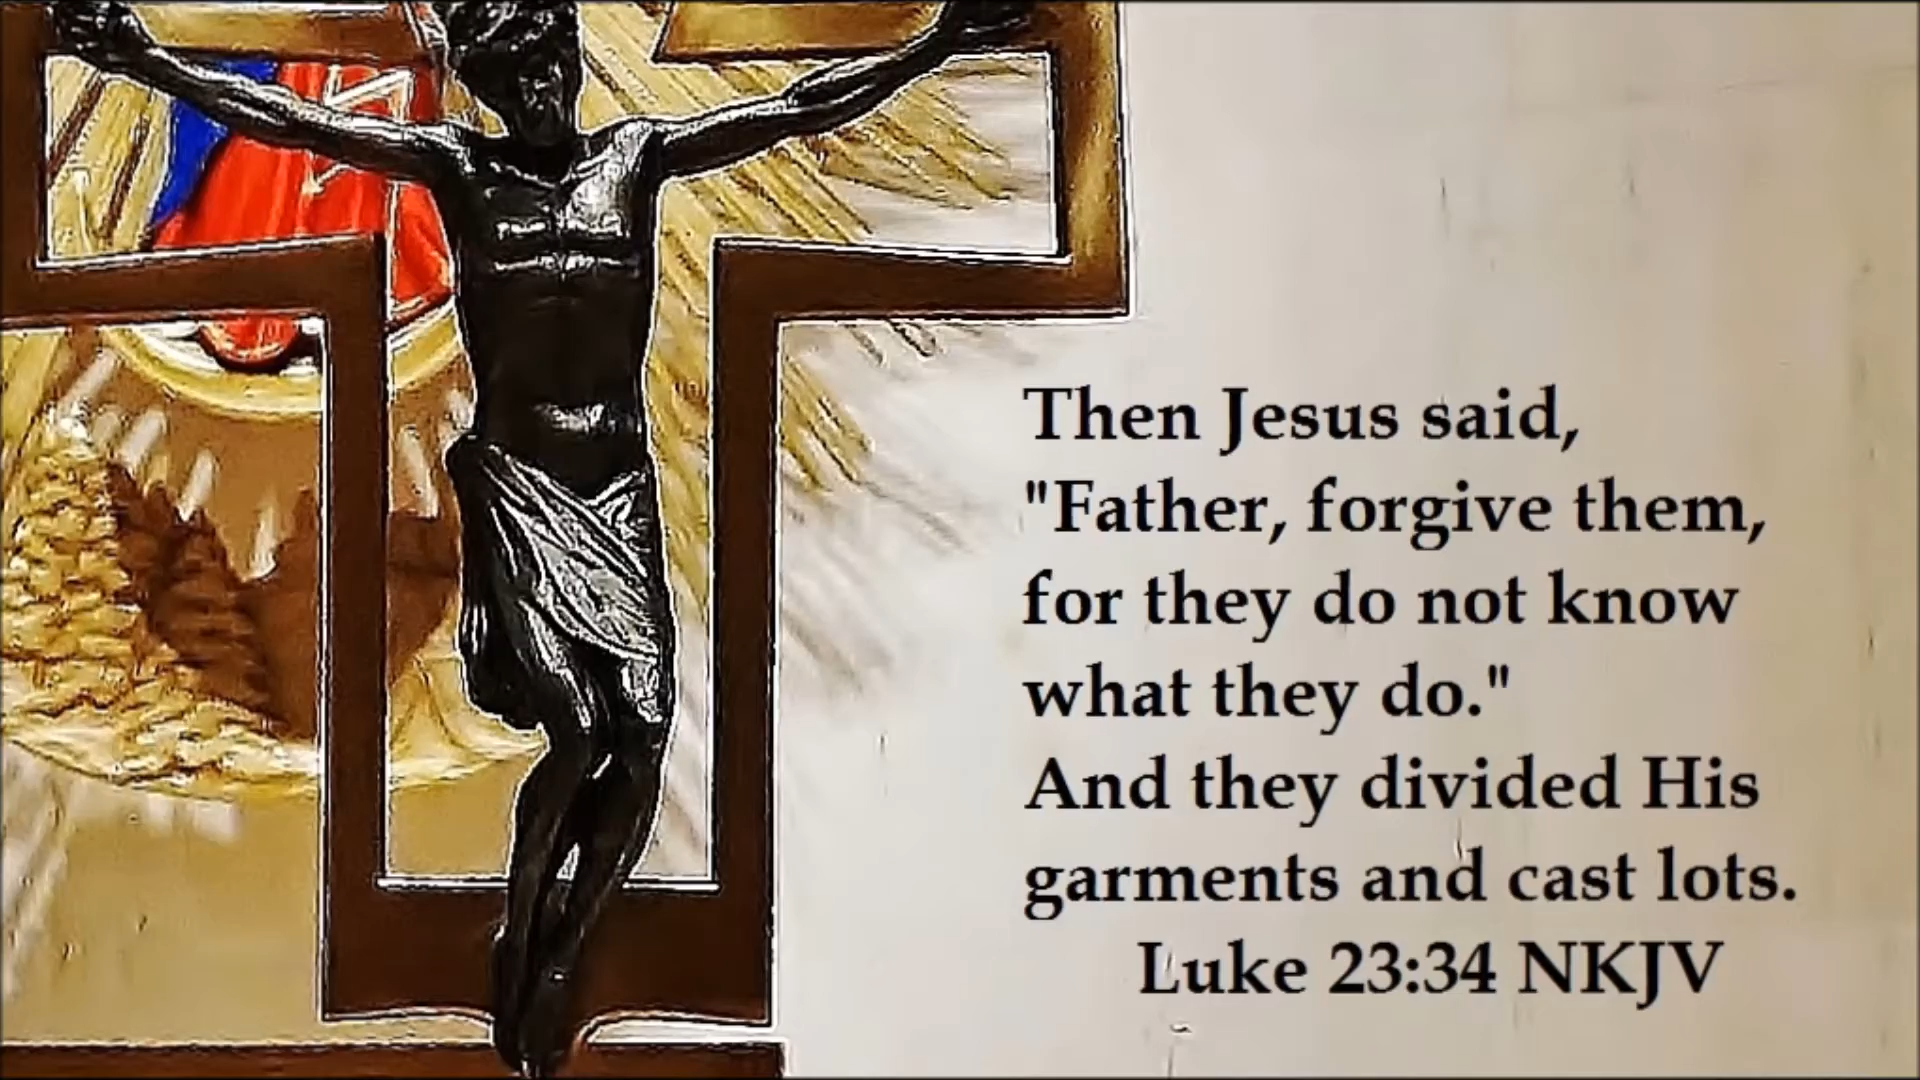 Then Jesus said,
"Father, forgive them,
for they do not know
what they do."
And they divided His
garments and cast lots.
Luke 23:34 NKJV